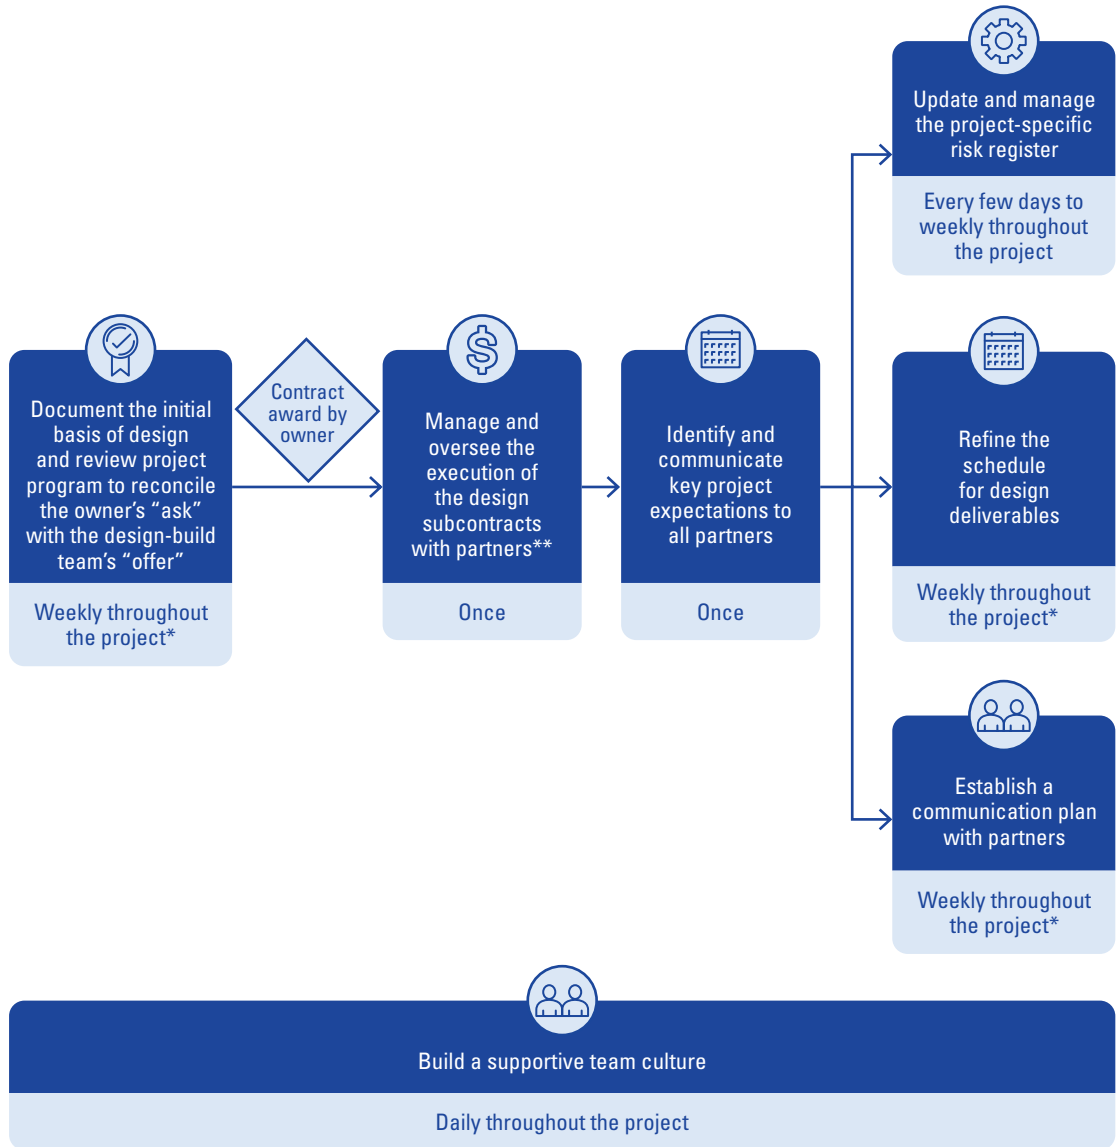 Document the initial
basis of design
and review project
program to reconcile
the owner’s “ask”
with the design-build
team’s “offer”
Weekly throughout
the project*
Contract
award by
owner
Manage and
oversee the
execution of
the design
subcontracts
with partners**
Once
Identify and
communicate
key project
expectations to
all partners
Once
Update and manage
the project-specific
risk register
Every few days to
weekly throughout
the project
Refine the
schedule
for design
deliverables
Weekly throughout
the project*
Establish a
communication plan
with partners
Weekly throughout
the project*
Build a supportive team culture
Daily throughout the project